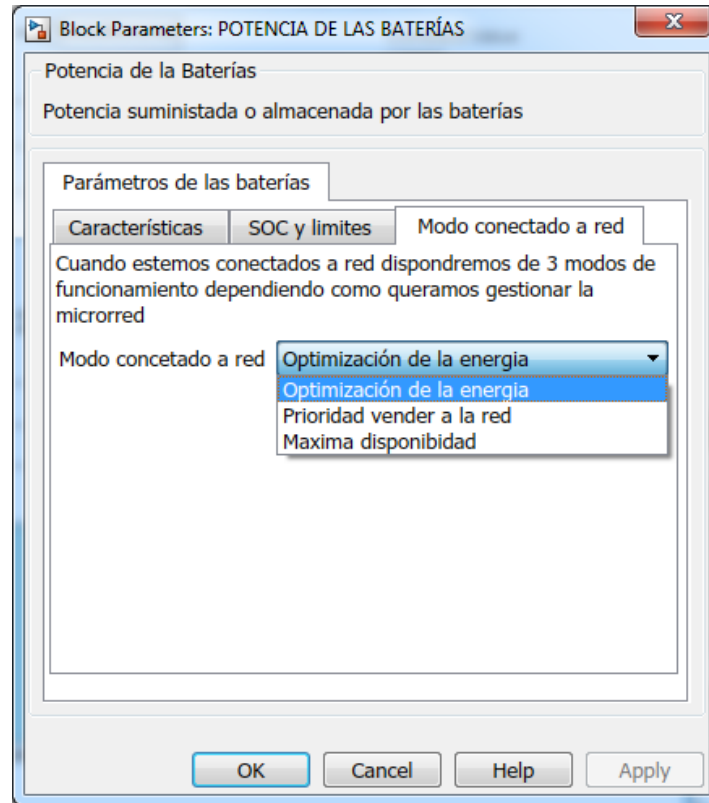 Block Parameters: POTENCIA DE LAS BATERÍAS
Potencia de la Baterías
Potencia suministada o almacenada por las baterías
Parámetros de las baterías
Características SOC y limites Modo conectado a red
Cuando estemos conectados a red dispondremos de 3 modos de
funcionamiento dependiendo como queramos gestionar la
microrred
Modo concetado a red Optimización de la energia
Optimización de la energia
Prioridad vender a la red
Maxima disponibidad
OK Cancel Help Apply